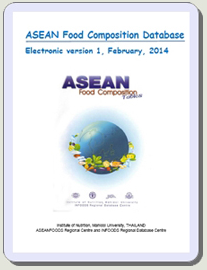 ASEAN Food Composition Database
Electronic version 1, February, 2014
ASEAN
Food Composition
Tables
Institute of Nutrition, Mahidol University, THAILAND
ASEANFOODS Regional Centre and INFOODS Regional Database Centre